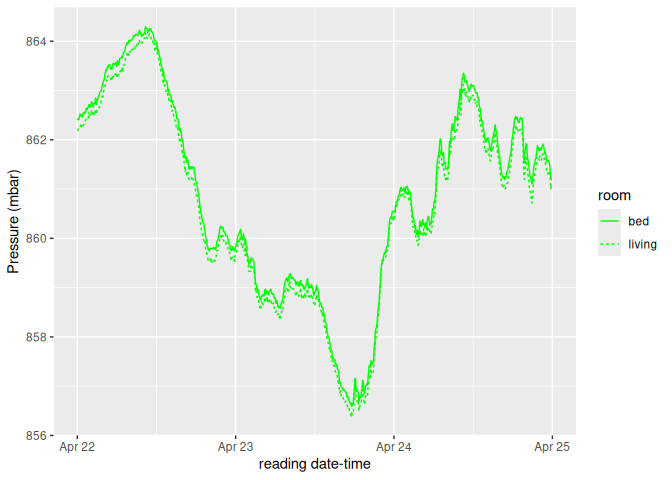 864
862
860
858
856
Pressure (mbar)
Apr 22
Apr 23
Apr 24
Apr 25
reading date-time
room
bed
living